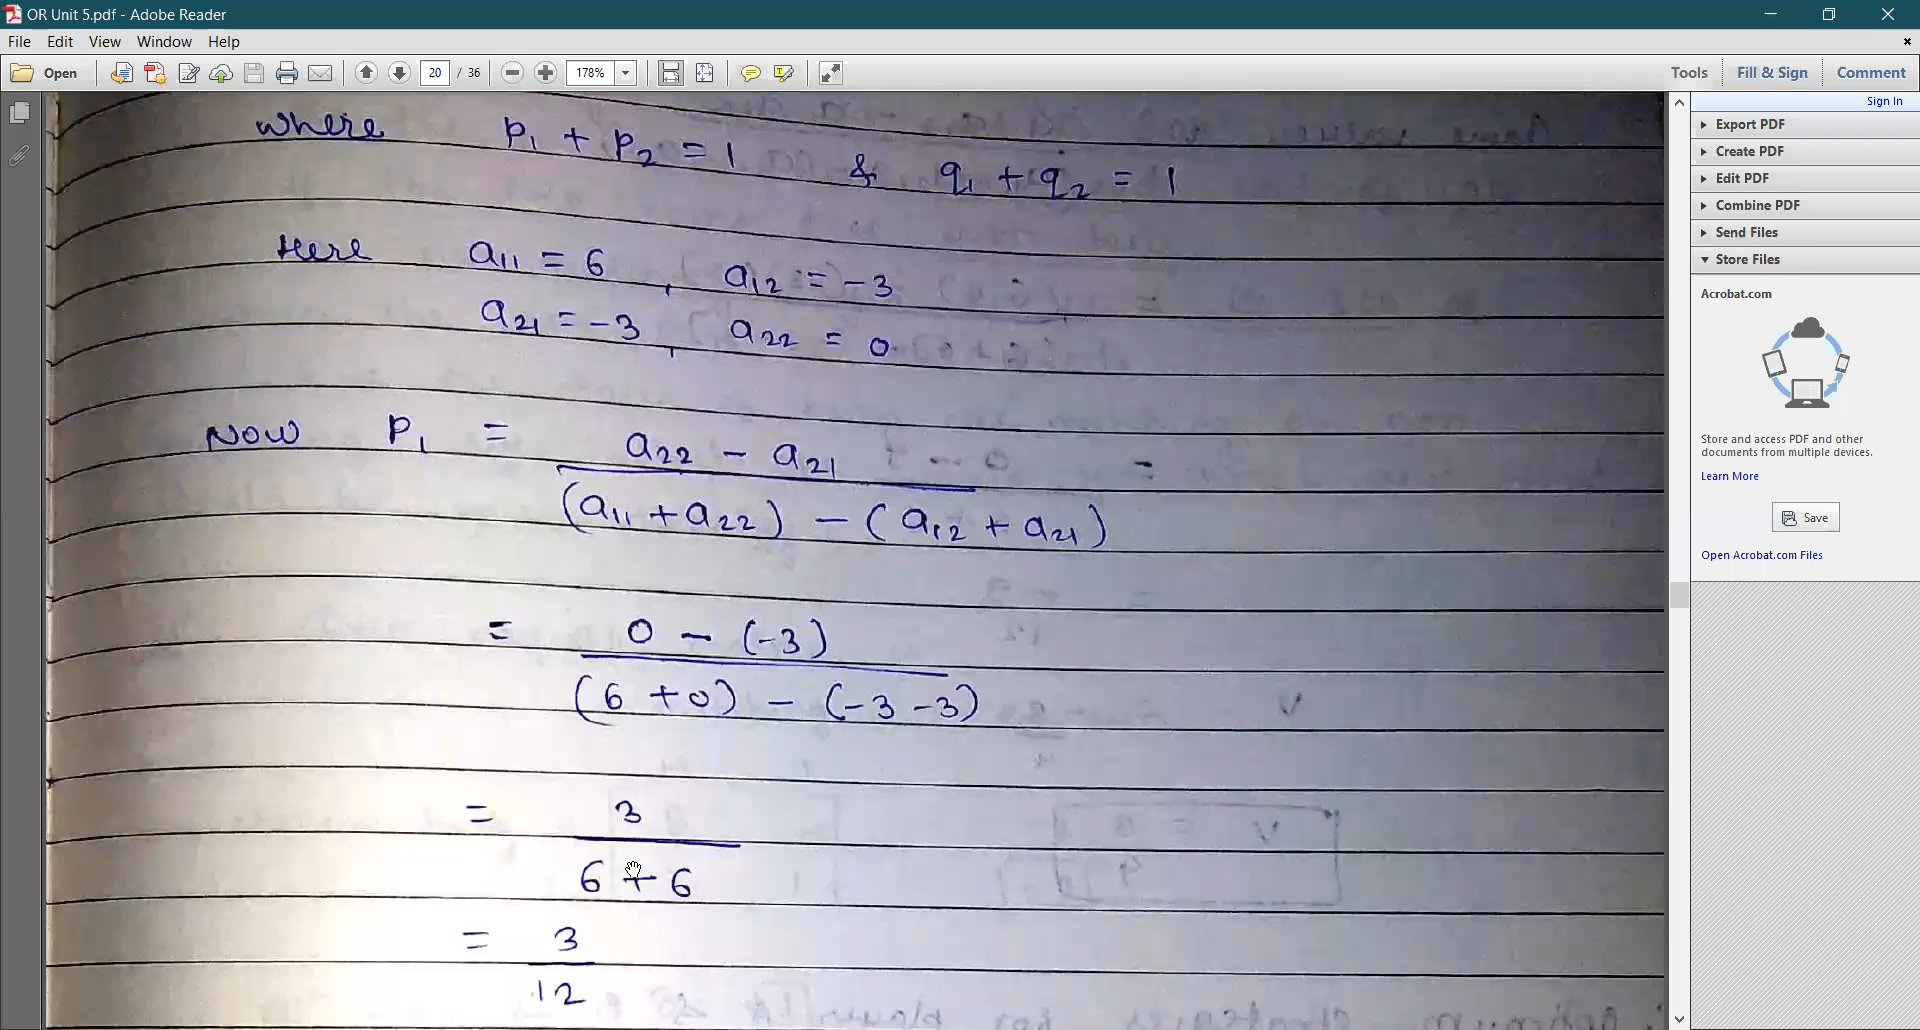 OR Unit 5.pdf - Adobe Reader
File Edit View Window Help
Open 20 / 36 178% Tools Fill & Sign Comment
Sign In
Export PDF
Create PDF
Edit PDF
Combine PDF
Send Files
Store Files
Acrobat.com
Store and access PDF and other
documents from multiple devices.
Learn More
Save
Open Acrobat.com Files
where p₁ + p₂ = 1 & q₁ + q₂ = 1
Here a₁₁ = 6 , a₁₂ = -3
a₂₁ = -3 , a₂₂ = 0
Now P₁ = a₂₂ - a₂₁ =
(a₁₁ + a₂₂) - (a₁₂ + a₂₁)
= 0 - (-3)
(6 + 0) - (-3 -3)
= 3
6 + 6
= 3
12